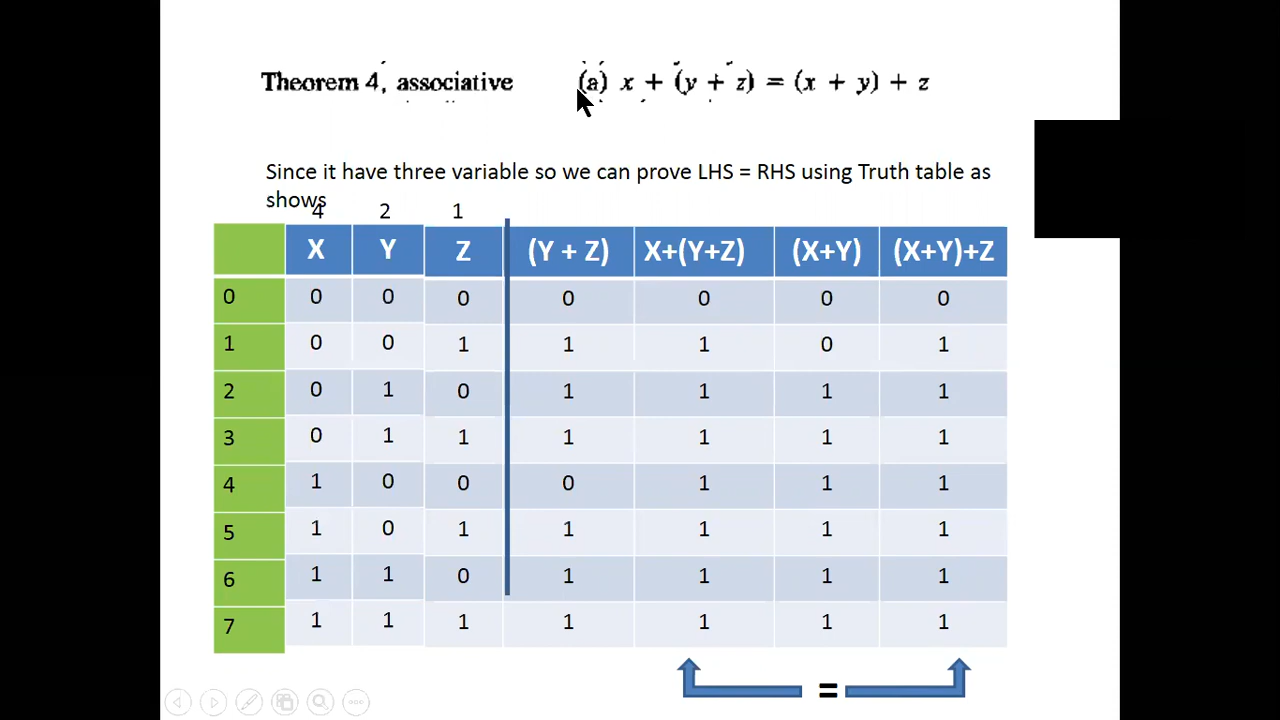 Theorem 4, associative (a) x + (y + z) = (x + y) + z
Since it have three variable so we can prove LHS = RHS using Truth table as
shows
4 2 1
X Y Z (Y + Z) X+(Y+Z) (X+Y) (X+Y)+Z
0 0 0 0 0 0 0 0
1 0 0 1 1 1 0 1
2 0 1 0 1 1 1 1
3 0 1 1 1 1 1 1
4 1 0 0 0 1 1 1
5 1 0 1 1 1 1 1
6 1 1 0 1 1 1 1
7 1 1 1 1 1 1 1
=